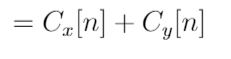 = C_x[n] + C_y[n]